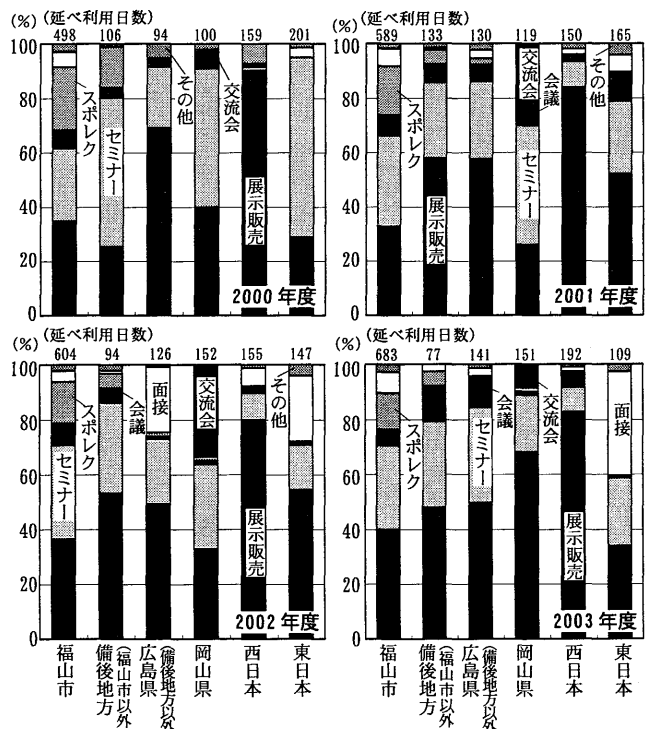 (%) (延べ利用日数)
498 106 94 100 159 201
100
80
60
40
20
0
スポレク
セミナー
その他
交流会
展示販売
2000年度
(%) (延べ利用日数)
589 133 130 119 150 165
100
80
60
40
20
0
スポレク
展示販売
交流会
会議
セミナー
その他
2001年度
(%) (延べ利用日数)
604 94 126 152 155 147
100
80
60
40
20
0
スポレク
セミナー
会議
面接
交流会
展示販売
その他
2002年度
(%) (延べ利用日数)
683 77 141 151 192 109
100
80
60
40
20
0
スポレク
会議
セミナー
交流会
展示販売
面接
2003年度
福山市
備後地方(福山市以外
広島県(備後地方以外
岡山県
西日本
東日本
福山市
備後地方(福山市以外
広島県(備後地方以外
岡山県
西日本
東日本